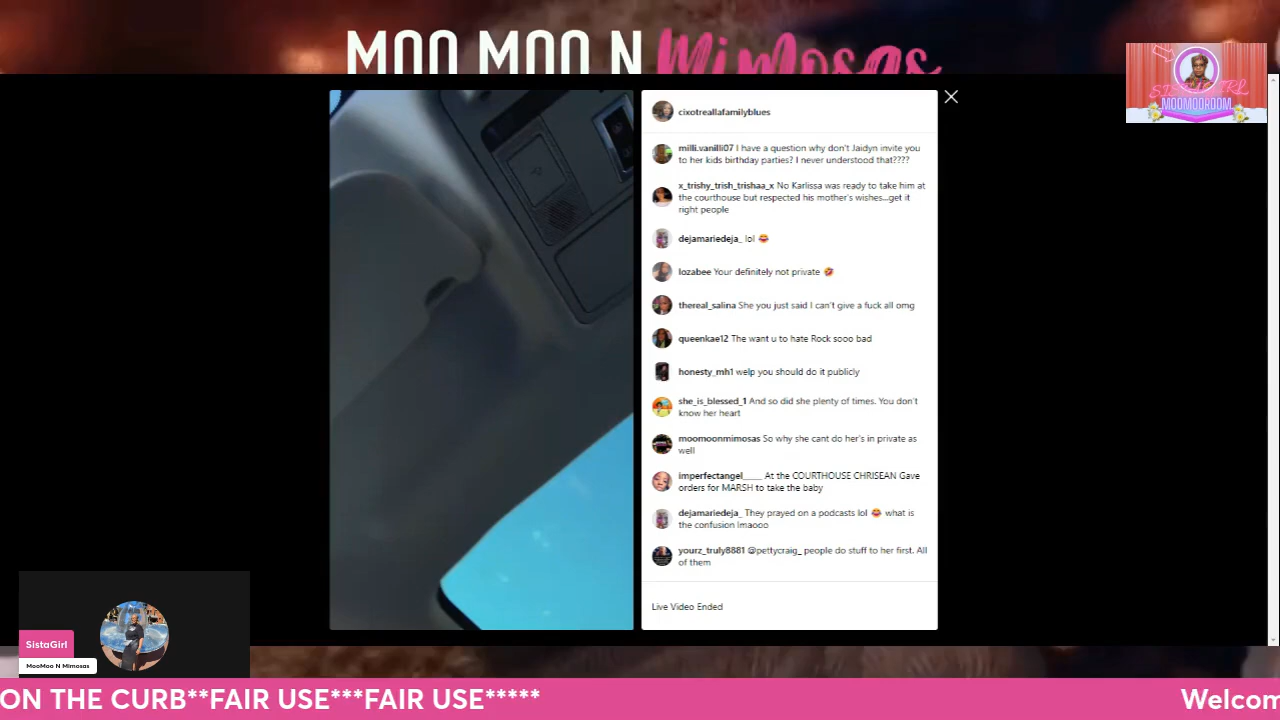 MOO MOO N Mimosas
SISTAGIRL
MOOMOOROOM
cixotreallafamilyblues
milli.vanilli07 I have a question why don't Jaidyn invite you
to her kids birthday parties? I never understood that????
x_trishy_trish_trishaa_x No Karlissa was ready to take him at
the courthouse but respected his mother's wishes...get it
right people
dejamariedeja_ lol 😂
lozabee Your definitely not private 🤣
thereal_salina She you just said I can't give a fuck all omg
queenkae12 The want u to hate Rock sooo bad
honesty_mh1 welp you should do it publicly
she_is_blessed_1 And so did she plenty of times. You don't
know her heart
moomoonmimosas So why she cant do her's in private as
well
imperfectangel____ At the COURTHOUSE CHRISEAN Gave
orders for MARSH to take the baby
dejamariedeja_ They prayed on a podcasts lol 😂 what is
the confusion lmaooo
yourz_truly8881 @pettycraig_ people do stuff to her first. All
of them
Live Video Ended
SistaGirl
MooMoo N Mimosas
ON THE CURB**FAIR USE***FAIR USE***** Welcom